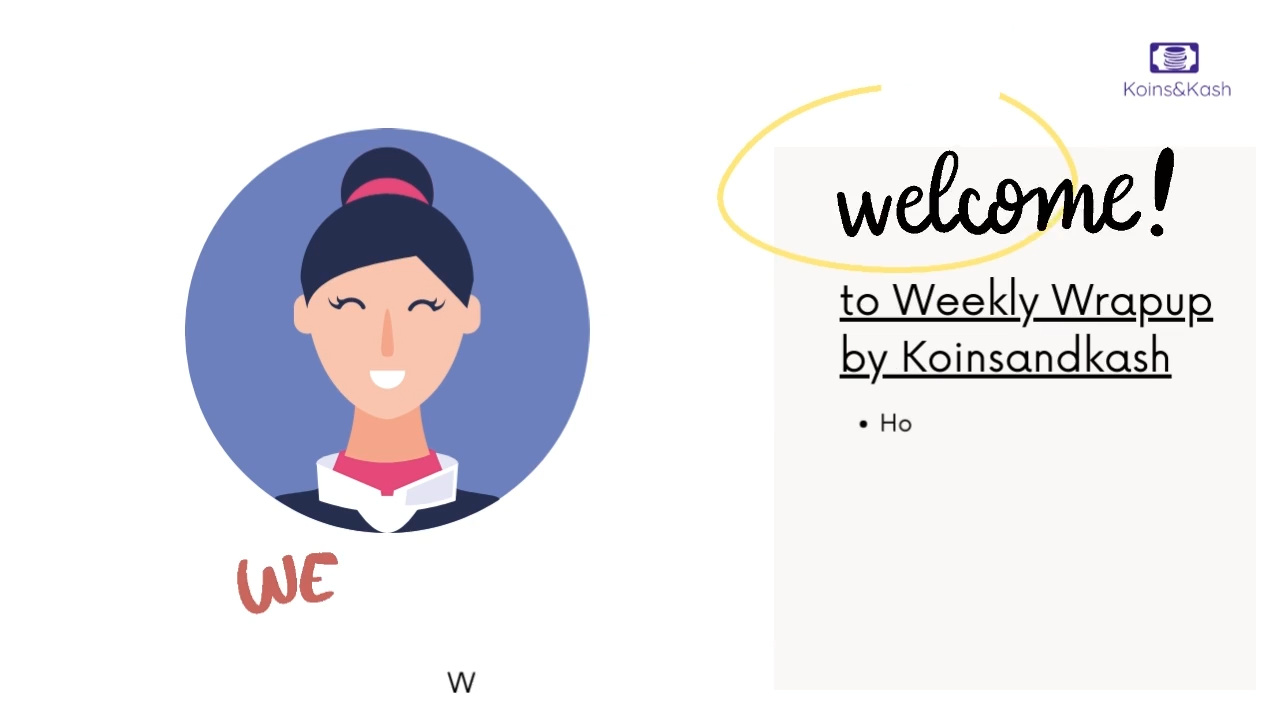 Koins&Kash
welcome!
to Weekly Wrapup
by Koinsandkash
• Ho
WE
W